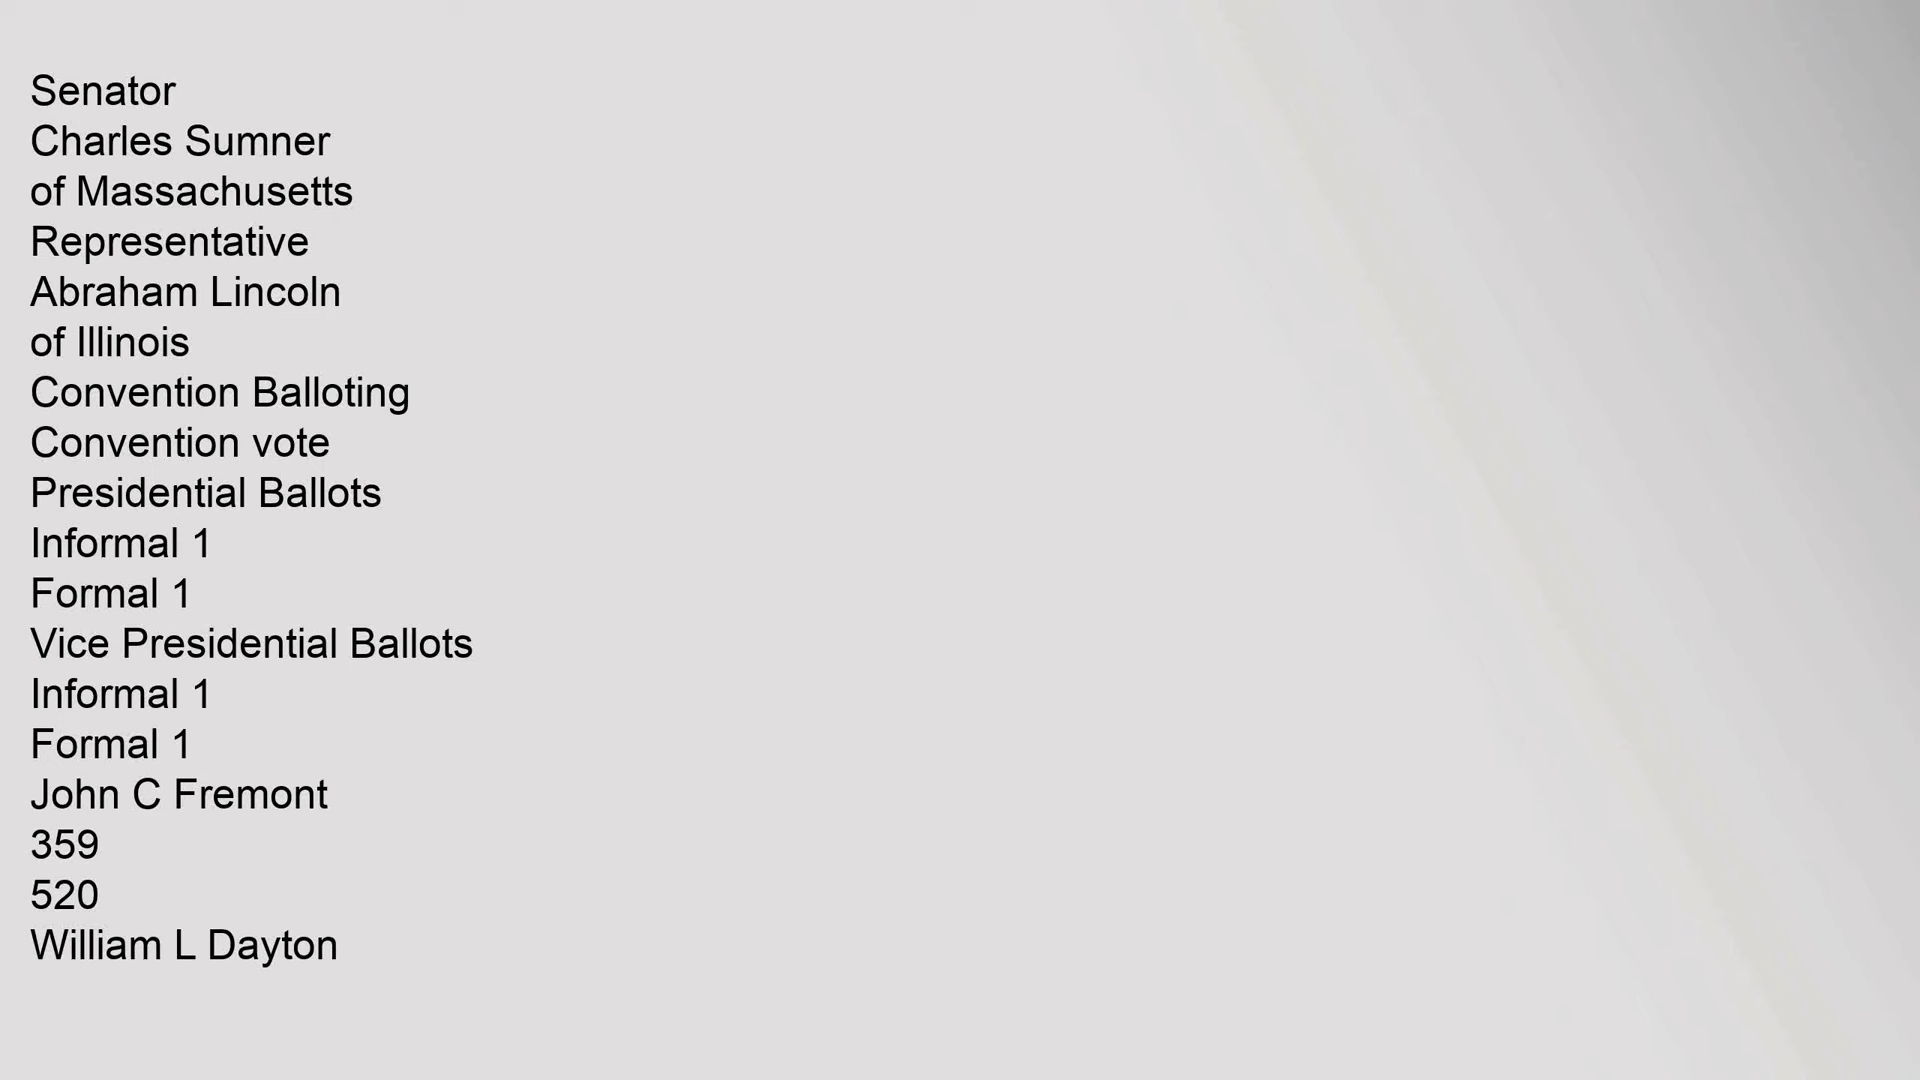 Senator
Charles Sumner
of Massachusetts
Representative
Abraham Lincoln
of Illinois
Convention Balloting
Convention vote
Presidential Ballots
Informal 1
Formal 1
Vice Presidential Ballots
Informal 1
Formal 1
John C Fremont
359
520
William L Dayton